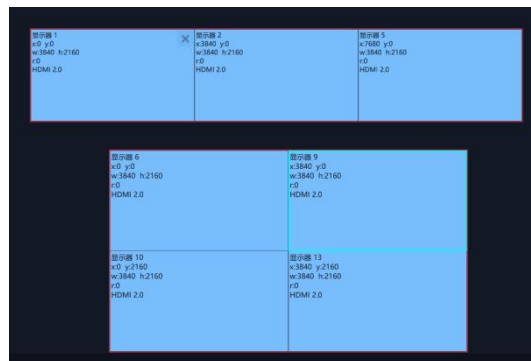 显示器 1
x:0 y:0
w:3840 h:2160
r:0
HDMI 2.0
显示器 2
x:3840 y:0
w:3840 h:2160
r:0
HDMI 2.0
显示器 5
x:7680 y:0
w:3840 h:2160
r:0
HDMI 2.0
显示器 6
x:0 y:0
w:3840 h:2160
r:0
HDMI 2.0
显示器 9
x:3840 y:0
w:3840 h:2160
r:0
HDMI 2.0
显示器 10
x:0 y:2160
w:3840 h:2160
r:0
HDMI 2.0
显示器 13
x:3840 y:2160
w:3840 h:2160
r:0
HDMI 2.0